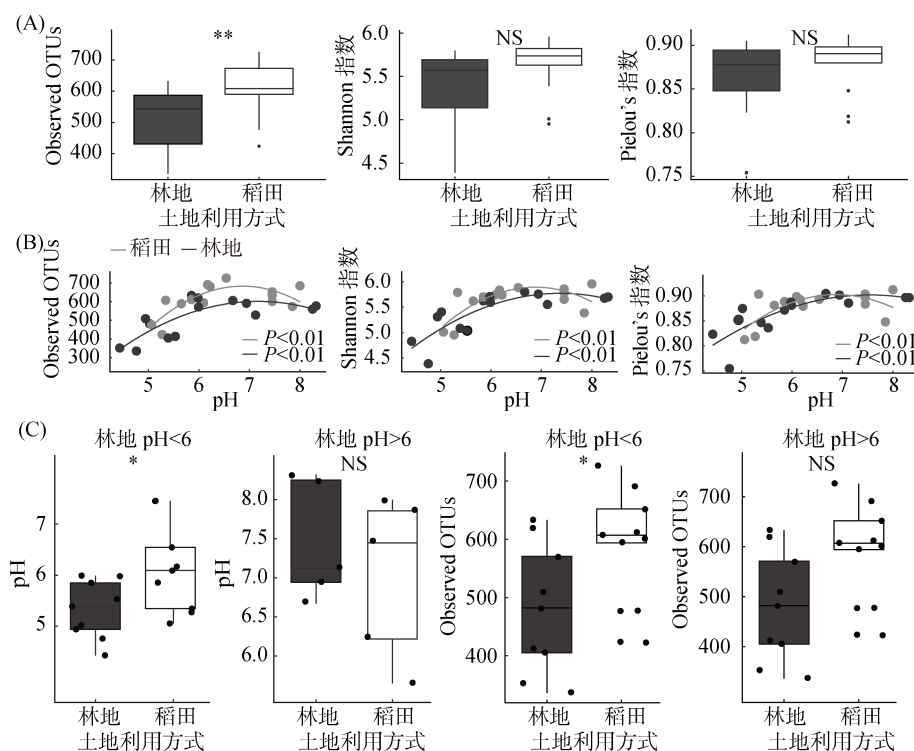 (A)
**
NS
NS
Observed OTUs
700
600
500
400
林地
稻田
土地利用方式
Shannon 指数
6.0
5.5
5.0
4.5
林地
稻田
土地利用方式
Pielou's 指数
0.90
0.85
0.80
0.75
林地
稻田
土地利用方式
(B)
稻田 林地
Observed OTUs
700
600
500
400
300
P<0.01
P<0.01
5 6 7 8
pH
Shannon 指数
6.0
5.5
5.0
4.5
P<0.01
P<0.01
5 6 7 8
pH
Pielou's 指数
0.90
0.85
0.80
0.75
P<0.01
P<0.01
5 6 7 8
pH
(C)
林地 pH<6
*
pH
7
6
5
林地
稻田
土地利用方式
林地 pH>6
NS
pH
8.0
7.0
6.0
林地
稻田
土地利用方式
林地 pH<6
*
Observed OTUs
700
600
500
400
林地
稻田
土地利用方式
林地 pH>6
NS
Observed OTUs
700
600
500
400
林地
稻田
土地利用方式